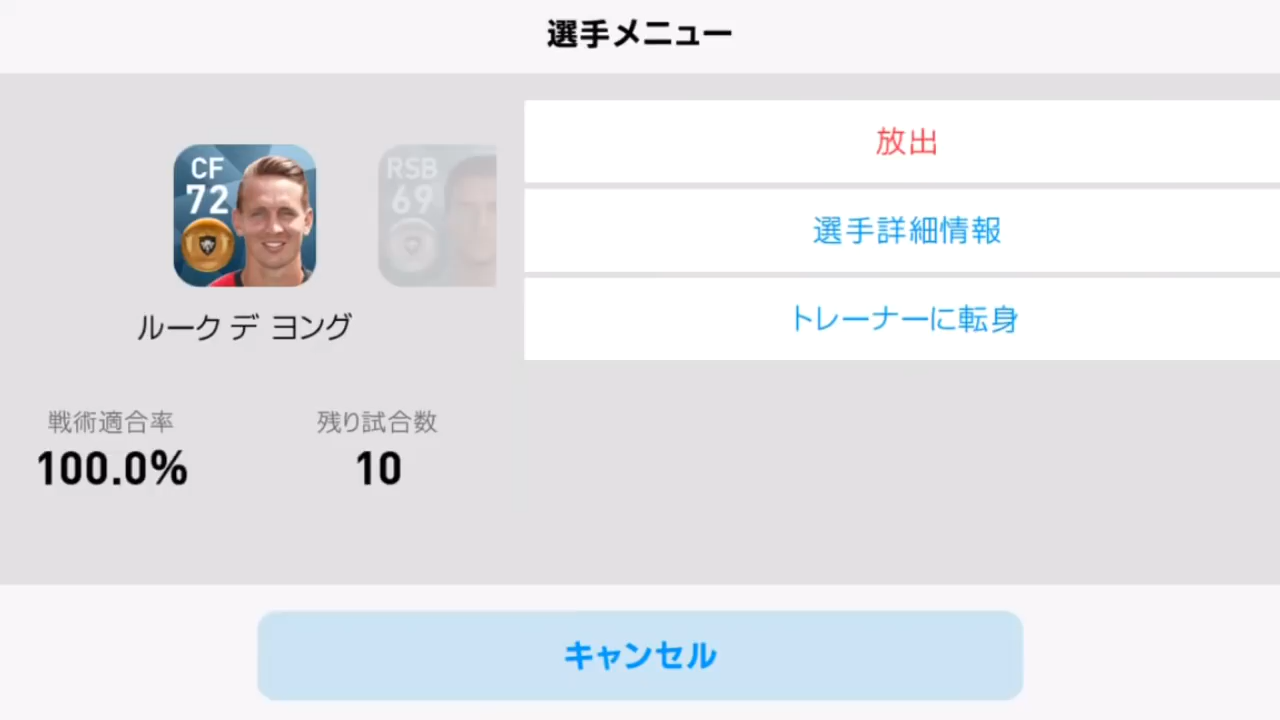 選手メニュー
CF
72
RSB
69
ルーク デ ヨング
戦術適合率
100.0%
残り試合数
10
放出
選手詳細情報
トレーナーに転身
キャンセル